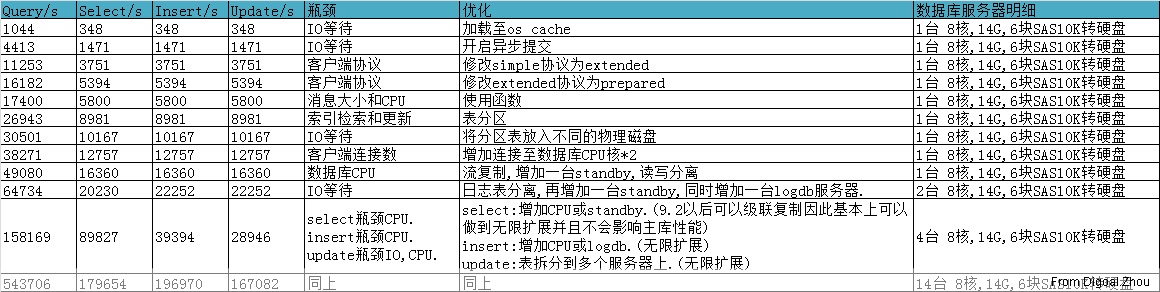 Query/s Select/s Insert/s Update/s 瓶颈 优化 数据库服务器明细
1044 348 348 348 IO等待 加载至os cache 1台 8核,14G,6块SAS10K转硬盘
4413 1471 1471 1471 IO等待 开启异步提交 1台 8核,14G,6块SAS10K转硬盘
11253 3751 3751 3751 客户端协议 修改simple协议为extended 1台 8核,14G,6块SAS10K转硬盘
16182 5394 5394 5394 客户端协议 修改extended协议为prepared 1台 8核,14G,6块SAS10K转硬盘
17400 5800 5800 5800 消息大小和CPU 使用函数 1台 8核,14G,6块SAS10K转硬盘
26943 8981 8981 8981 索引检索和更新 表分区 1台 8核,14G,6块SAS10K转硬盘
30501 10167 10167 10167 IO等待 将分区表放入不同的物理磁盘 1台 8核,14G,6块SAS10K转硬盘
38271 12757 12757 12757 客户端连接数 增加连接至数据库CPU核*2 1台 8核,14G,6块SAS10K转硬盘
49080 16360 16360 16360 数据库CPU 流复制,增加一台standby,读写分离 1台 8核,14G,6块SAS10K转硬盘
64734 20230 22252 22252 IO等待 日志表分离,再增加一台standby,同时增加一台logdb服务器. 2台 8核,14G,6块SAS10K转硬盘
158169 89827 39394 28946 select瓶颈CPU.
insert瓶颈CPU.
update瓶颈IO,CPU.
select:增加CPU或standby.(9.2以后可以级联复制因此基本上可以
做到无限扩展并且不会影响主库性能)
insert:增加CPU或logdb.(无限扩展)
update:表拆分到多个服务器上.(无限扩展)
4台 8核,14G,6块SAS10K转硬盘
543706 179654 196970 167082 同上 同上 14台 8核,14G,6块SAS10K转硬盘
From Digoal Zhou